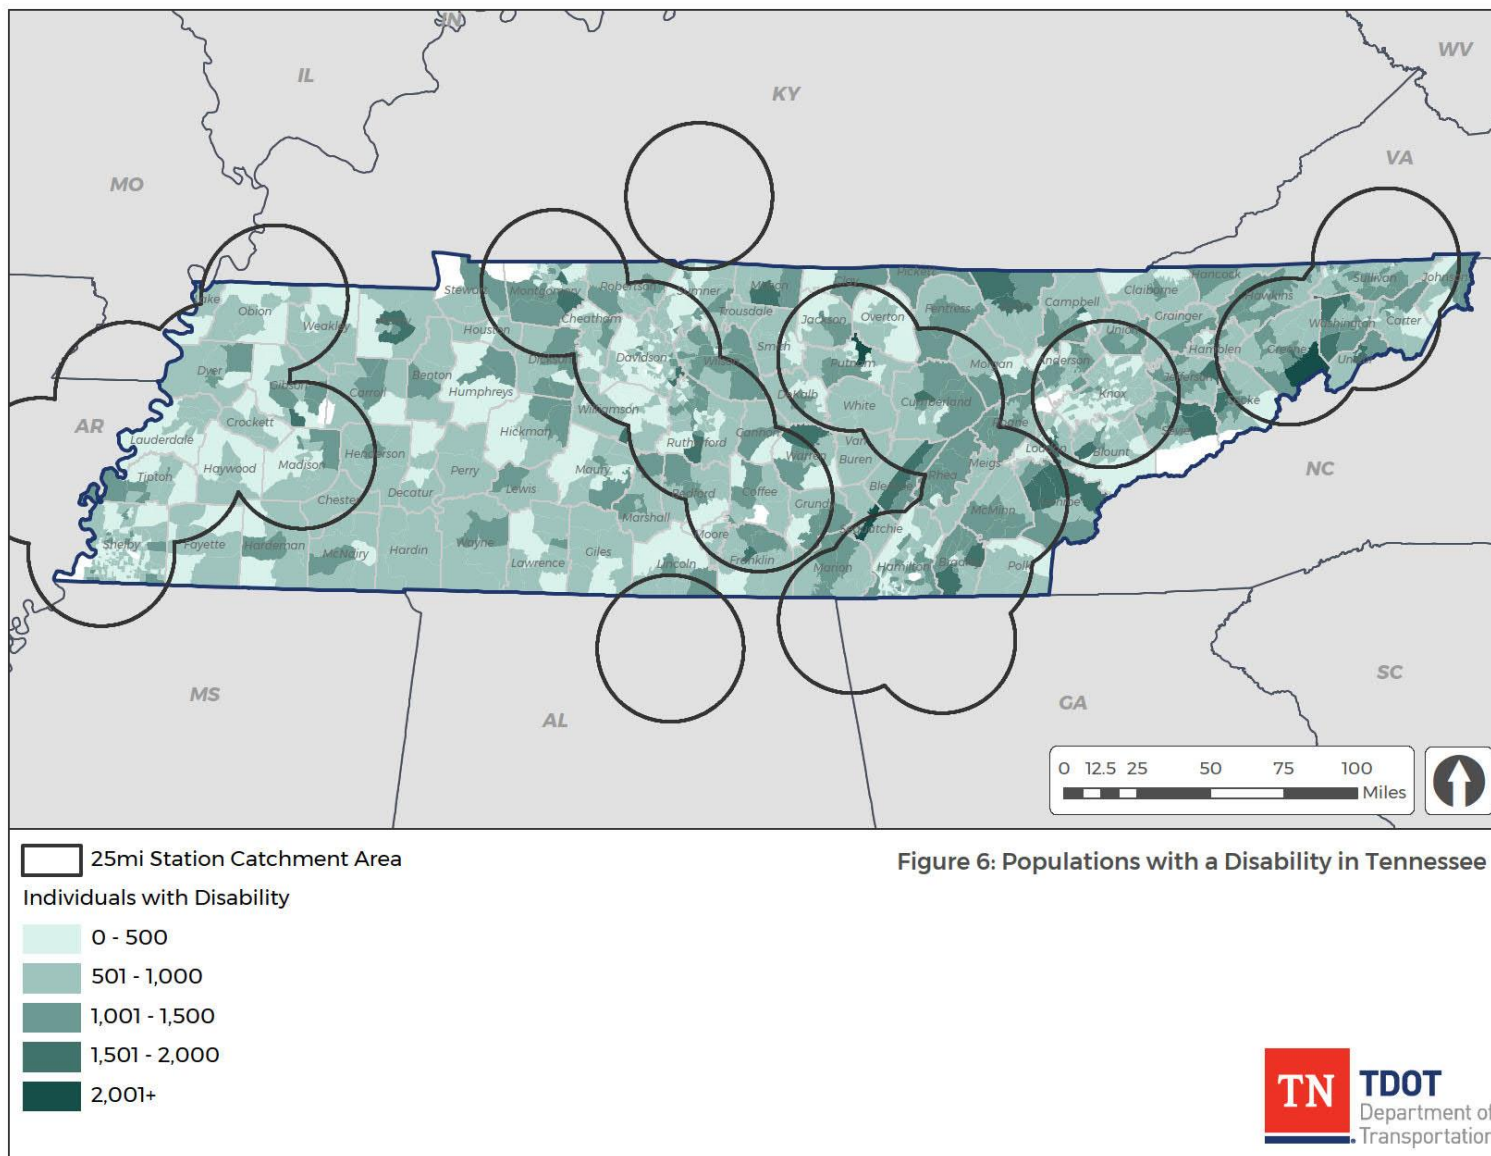 IN
WV
IL
KY
VA
MO
Lake
Obion
Weakley
Stewart
Montgomery
Robertson
Sumner
Macon
Clay
Pickett
Hancock
Sullivan
Johnson
Campbell
Claiborne
Hawkins
Houston
Cheatham
Trousdale
Jackson
Overton
Fentress
Grainger
Union
Washington
Carter
Dyer
Gibson
Carroll
Benton
Humphreys
Davidson
Wilson
Smith
Putnam
Morgan
Anderson
Hamblen
Greene
AR
Crockett
Williamson
DeKalb
White
Cumberland
Knox
Jefferson
Cocke
Lauderdale
Madison
Henderson
Hickman
Rutherford
Cannon
Warren
Van
Buren
Roane
Loudon
Blount
Tipton
Haywood
Perry
Maury
Rhea
Meigs
NC
Chester
Decatur
Lewis
Bedford
Coffee
Grundy
Marshall
Moore
Sequatchie
McMinn
Shelby
Fayette
Hardeman
McNairy
Hardin
Wayne
Lawrence
Giles
Lincoln
Franklin
Marion
Hamilton
Polk
MS
AL
GA
SC
0 12.5 25 50 75 100
Miles
25mi Station Catchment Area
Figure 6: Populations with a Disability in Tennessee
Individuals with Disability
0 - 500
501 - 1,000
1,001 - 1,500
1,501 - 2,000
2,001+
TN
TDOT
Department of
Transportation